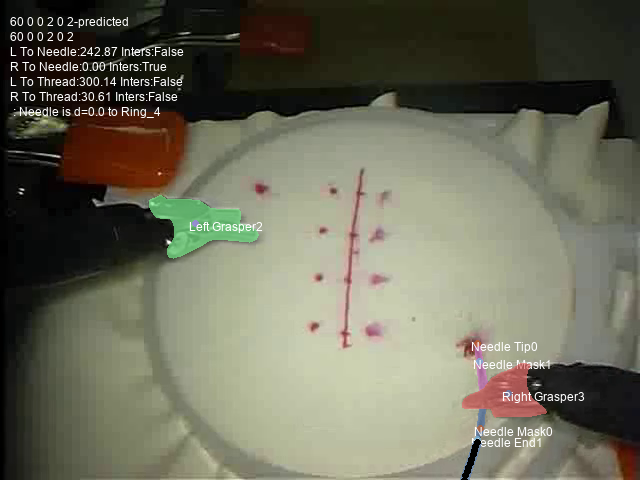 60 0 0 2 0 2-predicted
60 0 0 2 0 2
L To Needle:242.87 Inters:False
R To Needle:0.00 Inters:True
L To Thread:300.14 Inters:False
R To Thread:30.61 Inters:False
: Needle is d=0.0 to Ring_4
Left Grasper2
Needle Tip0
Needle Mask1
Right Grasper3
Needle Mask0
Needle End1